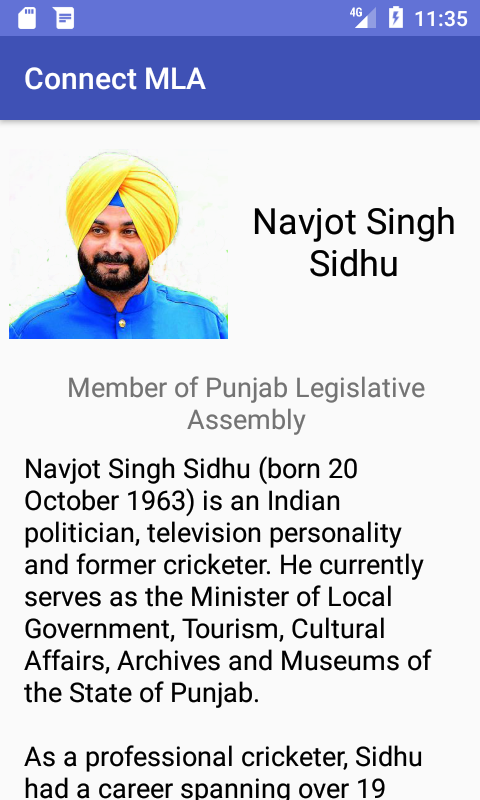 4G 11:35
Connect MLA
Navjot Singh
Sidhu
Member of Punjab Legislative
Assembly
Navjot Singh Sidhu (born 20
October 1963) is an Indian
politician, television personality
and former cricketer. He currently
serves as the Minister of Local
Government, Tourism, Cultural
Affairs, Archives and Museums of
the State of Punjab.
As a professional cricketer, Sidhu
had a career spanning over 19